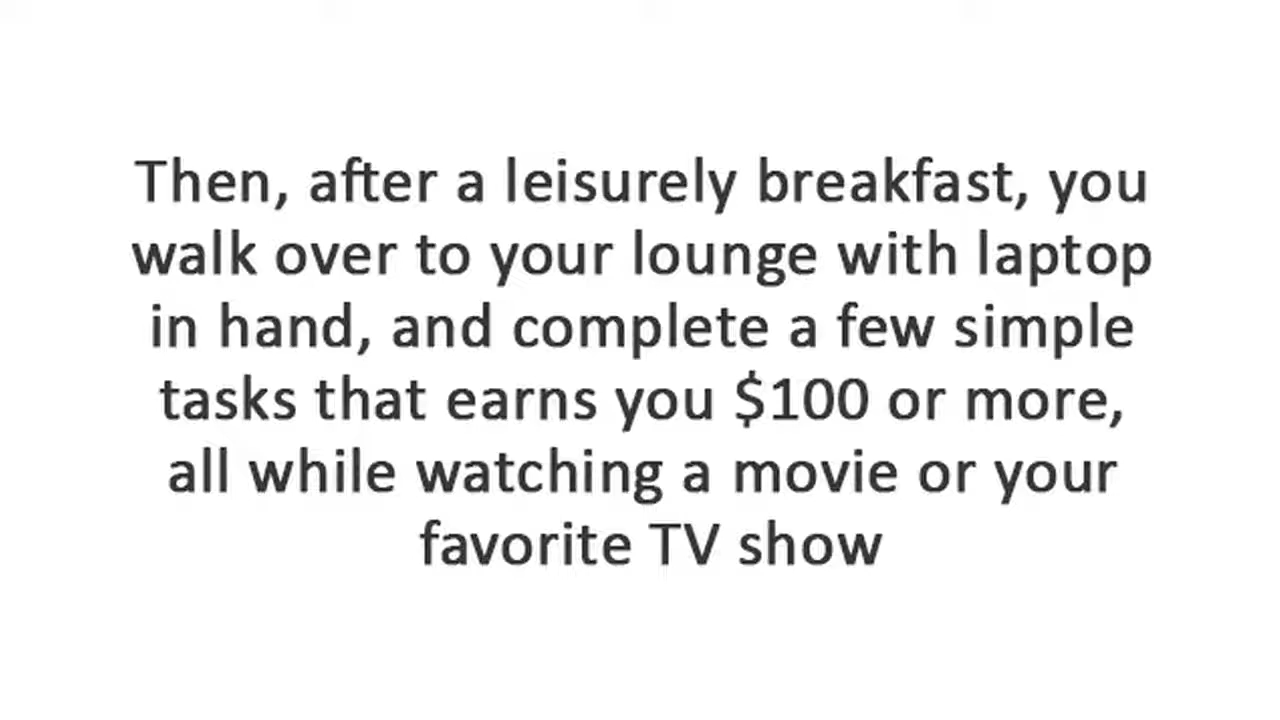 Then, after a leisurely breakfast, you
walk over to your lounge with laptop
in hand, and complete a few simple
tasks that earns you $100 or more,
all while watching a movie or your
favorite TV show